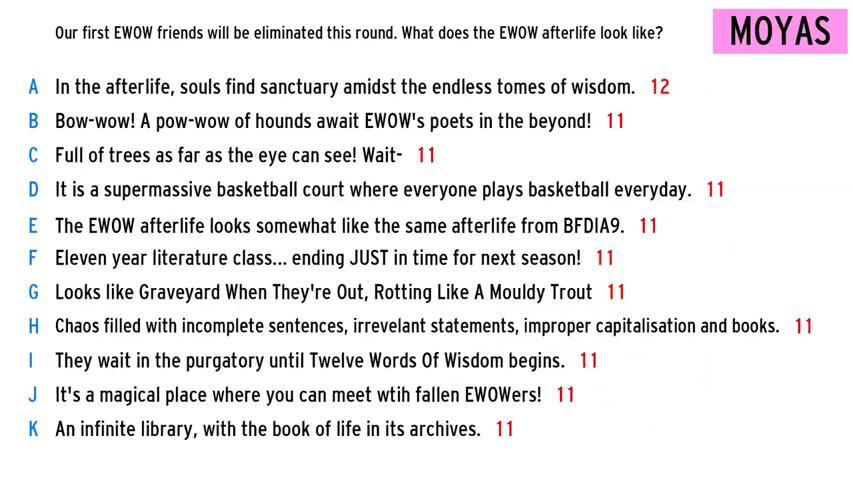 Our first EWOW friends will be eliminated this round. What does the EWOW afterlife look like?
MOYAS
A In the afterlife, souls find sanctuary amidst the endless tomes of wisdom. 12
B Bow-wow! A pow-wow of hounds await EWOW's poets in the beyond! 11
C Full of trees as far as the eye can see! Wait- 11
D It is a supermassive basketball court where everyone plays basketball everyday. 11
E The EWOW afterlife looks somewhat like the same afterlife from BFDIA9. 11
F Eleven year literature class... ending JUST in time for next season! 11
G Looks like Graveyard When They're Out, Rotting Like A Mouldy Trout 11
H Chaos filled with incomplete sentences, irrevelant statements, improper capitalisation and books. 11
I They wait in the purgatory until Twelve Words Of Wisdom begins. 11
J It's a magical place where you can meet wtih fallen EWOWers! 11
K An infinite library, with the book of life in its archives. 11